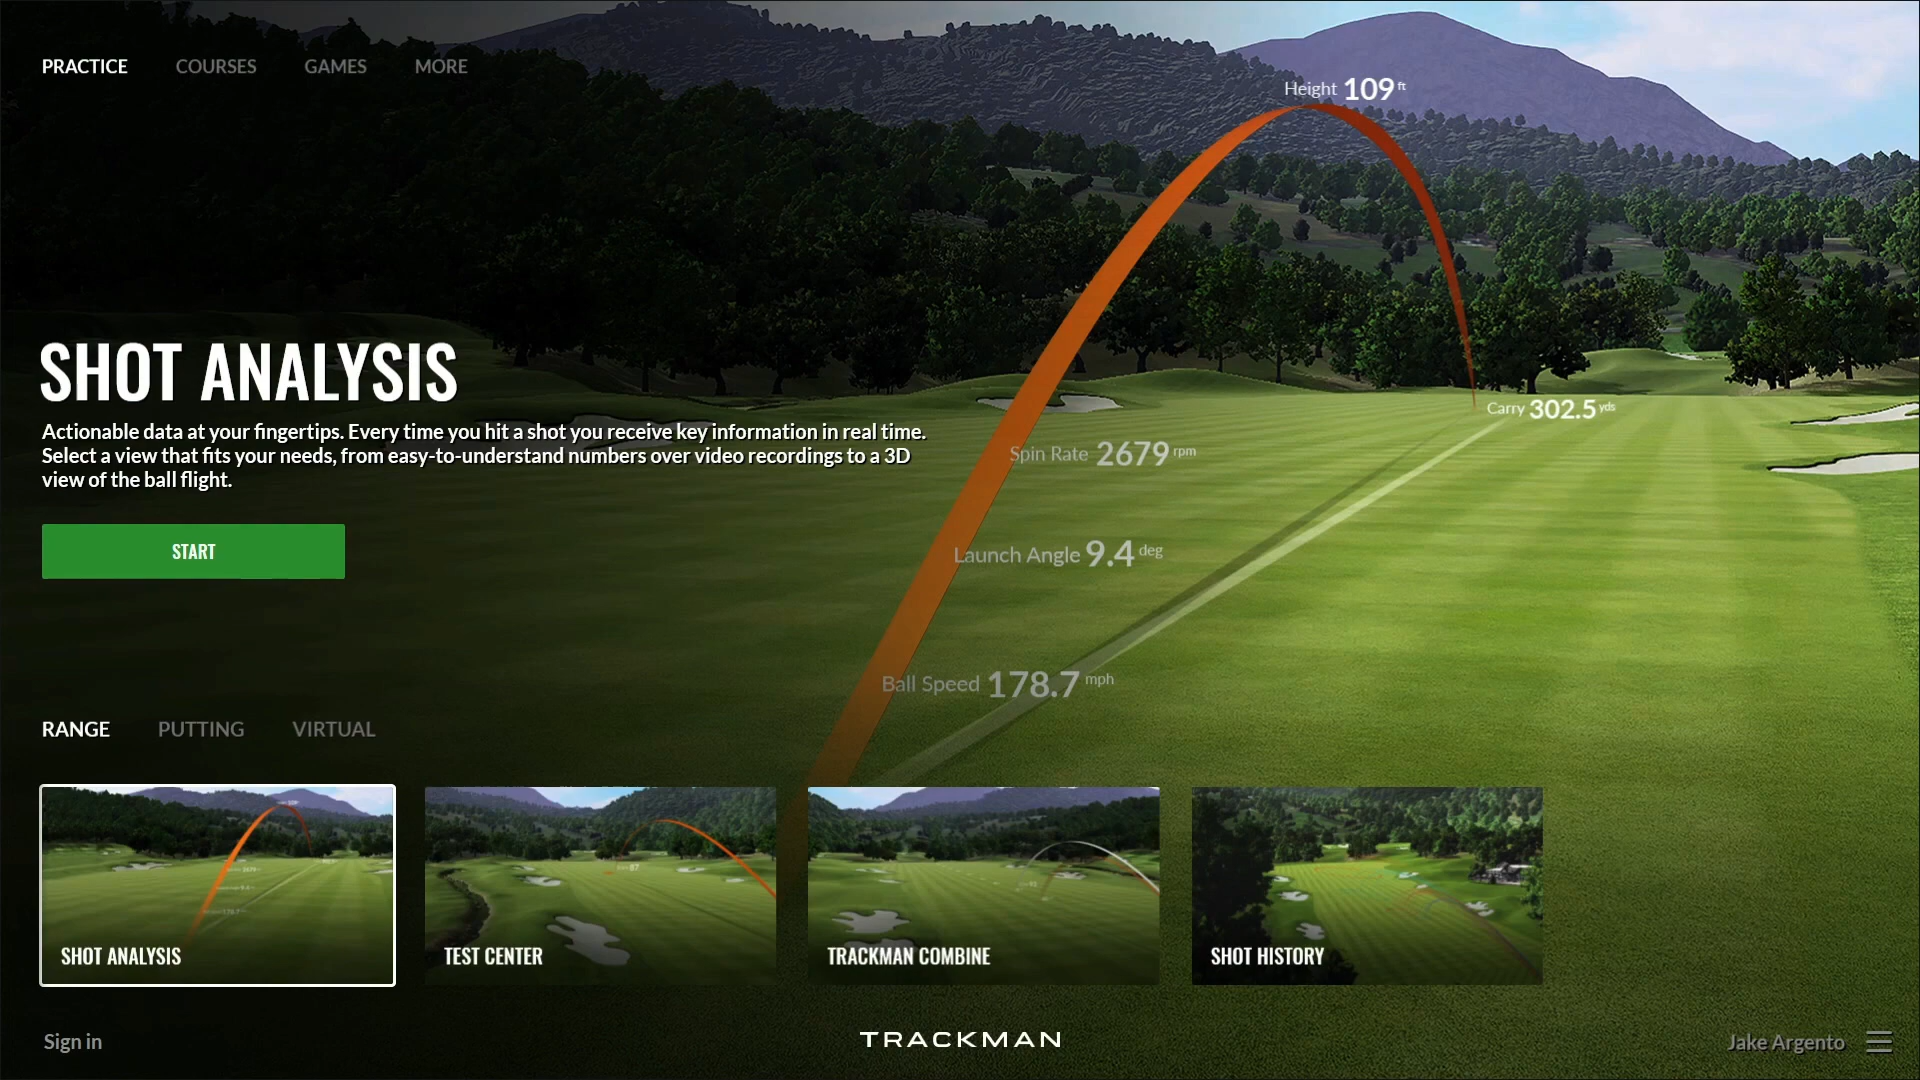 PRACTICE COURSES GAMES MORE
Height 109 ft
SHOT ANALYSIS
Actionable data at your fingertips. Every time you hit a shot you receive key information in real time.
Select a view that fits your needs, from easy-to-understand numbers over video recordings to a 3D
view of the ball flight.
Carry 302.5 yds
Spin Rate 2679 rpm
START
Launch Angle 9.4 deg
Ball Speed 178.7 mph
RANGE PUTTING VIRTUAL
SHOT ANALYSIS
TEST CENTER
TRACKMAN COMBINE
SHOT HISTORY
Sign in
TRACKMAN
Jake Argento